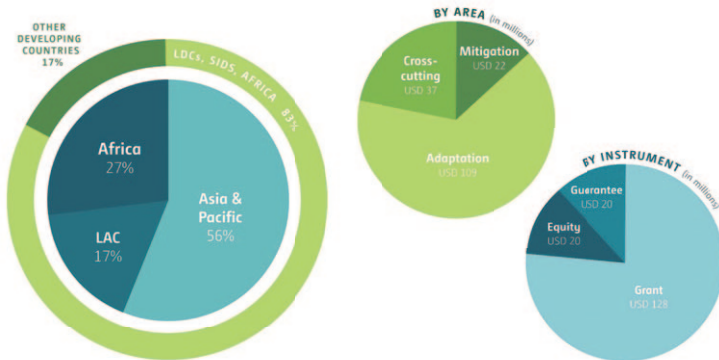 OTHER
DEVELOPING
COUNTRIES
17%
LDCs, SIDS, AFRICA 83%
Africa
27%
LAC
17%
Asia &
Pacific
56%
BY AREA (in millions)
Cross-
cutting
USD 37
Mitigation
USD 22
Adaptation
USD 109
BY INSTRUMENT (in millions)
Guarantee
USD 20
Equity
USD 20
Grant
USD 128